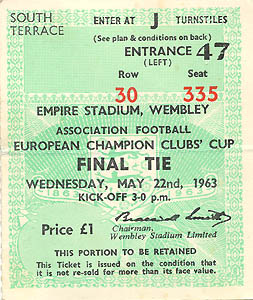 SOUTH TERRACE
ENTER AT J TURNSTILES
(See plan & conditions on back)
ENTRANCE 47
(LEFT)
Row Seat
30 335
EMPIRE STADIUM, WEMBLEY
ASSOCIATION FOOTBALL
EUROPEAN CHAMPION CLUBS' CUP
FINAL TIE
WEDNESDAY, MAY 22nd, 1963
KICK-OFF 3-0 p.m.
Price £1
Chairman,
Wembley Stadium Limited
THIS PORTION TO BE RETAINED
This Ticket is issued on the condition that
it is not re-sold for more than its face value.